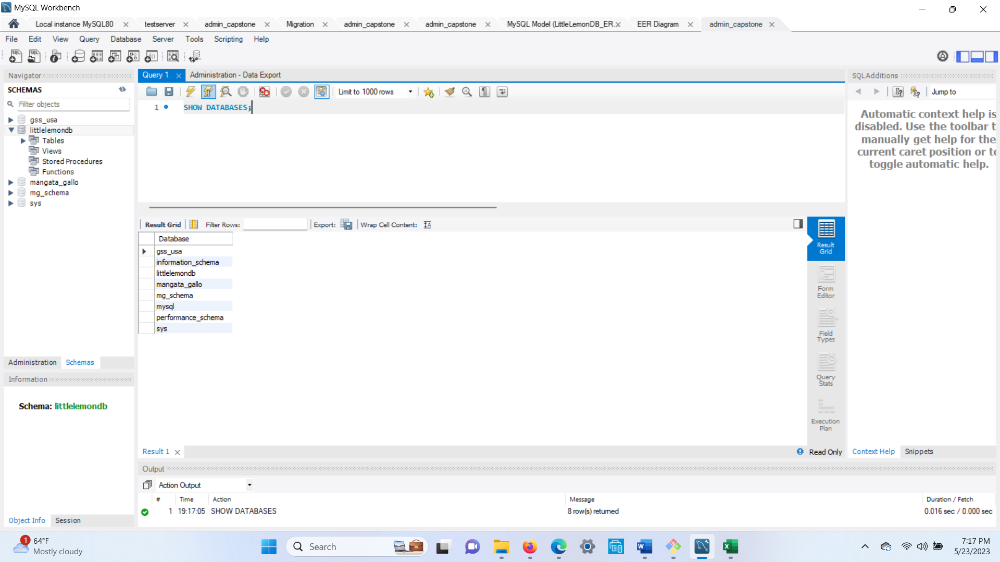 MySQL Workbench
Local instance MySQL80
testserver
admin_capstone
Migration
admin_capstone
admin_capstone
MySQL Model (LittleLemonDB_ER.
EER Diagram
admin_capstone
File Edit View Query Database Server Tools Scripting Help
Navigator
SCHEMAS
Filter objects
gss_usa
littlelemondb
Tables
Views
Stored Procedures
Functions
mangata_gallo
mg_schema
sys
Administration Schemas
Information
Schema: littlelemondb
Object Info Session
Query 1
Administration - Data Export
Limit to 1000 rows
1 SHOW DATABASES;
Result Grid Filter Rows: Export: Wrap Cell Content:
Database
gss_usa
information_schema
littlelemondb
mangata_gallo
mg_schema
mysql
performance_schema
sys
Result
Grid
Form
Editor
Field
Types
Query
Stats
Execution
Plan
Result 1
Read Only
SQLAdditions
Jump to
Automatic context help is
disabled. Use the toolbar t
manually get help for the
current caret position or to
toggle automatic help.
Context Help Snippets
Output
Action Output
# Time Action Message Duration / Fetch
1 19:17:05 SHOW DATABASES 8 row(s) returned 0.016 sec / 0.000 sec
1
64°F
Mostly cloudy
Search
7:17 PM
5/23/2023